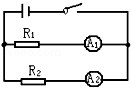 R₁ A₁
R₂ A₂